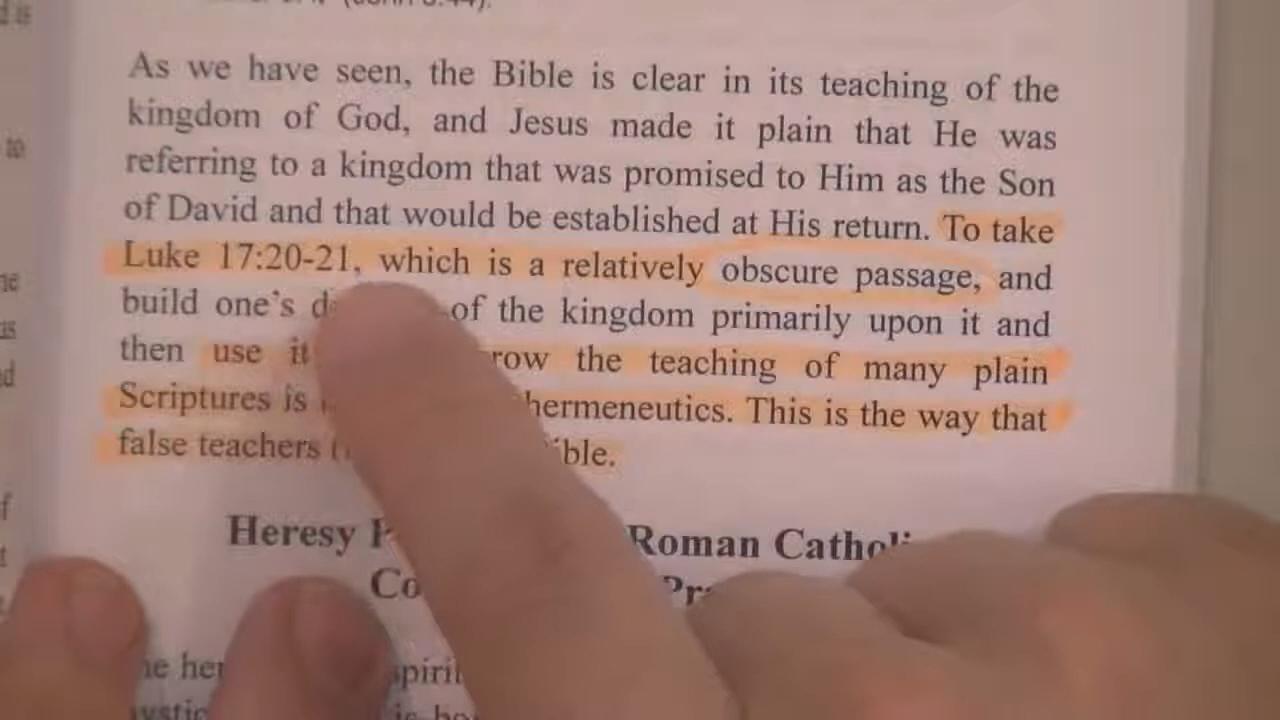 As we have seen, the Bible is clear in its teaching of the
kingdom of God, and Jesus made it plain that He was
referring to a kingdom that was promised to Him as the Son
of David and that would be established at His return. To take
Luke 17:20-21, which is a relatively obscure passage, and
build one's of the kingdom primarily upon it and
then use it the teaching of many plain
Scriptures is hermeneutics. This is the way that
false teachers
Heresy Roman